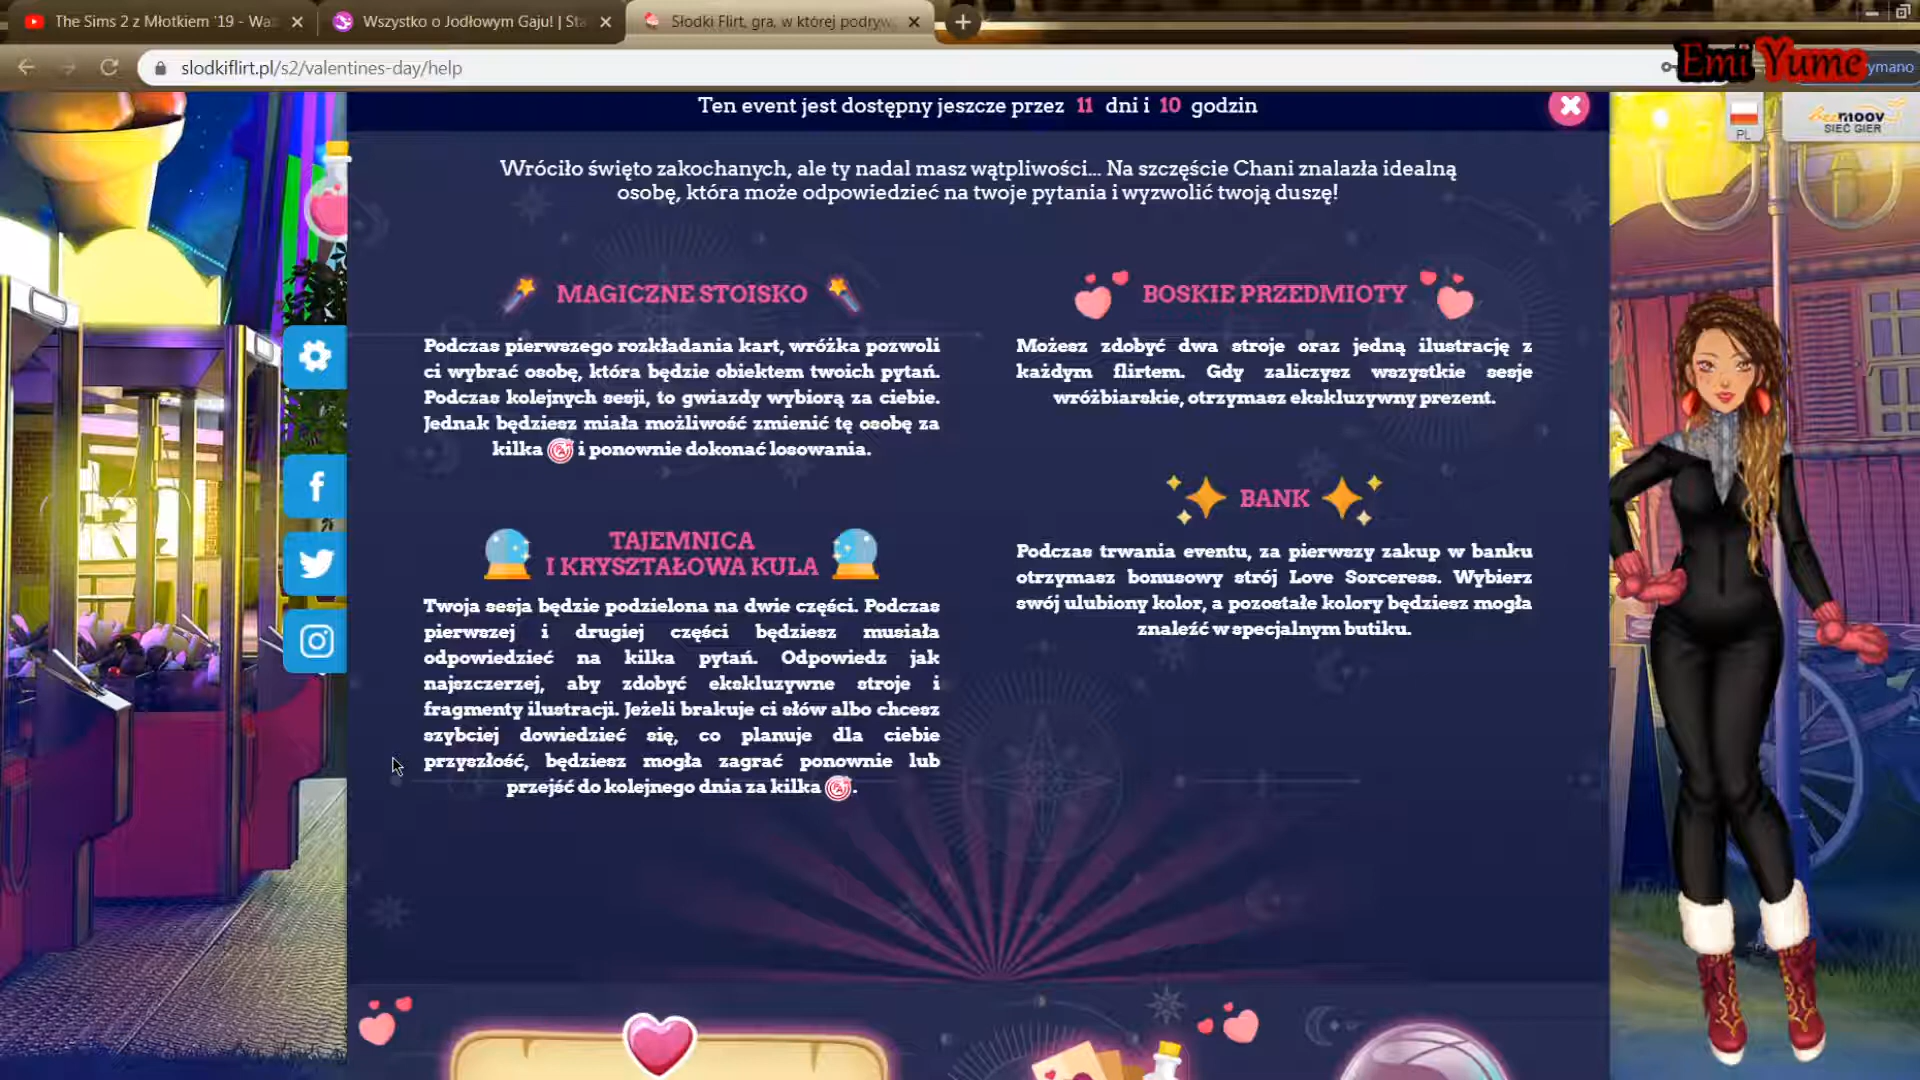 The Sims 2 z Młotkiem '19 - Wa
Wszystko o Jodłowym Gaju! | Sta
Słodki Flirt, gra, w której podryw
slodkiflirt.pl/s2/valentines-day/help
Emi Yume
ymano
Ten event jest dostępny jeszcze przez 11 dni i 10 godzin
PL
moov
SIEĆ GIER
Wróciło święto zakochanych, ale ty nadal masz wątpliwości... Na szczęście Chani znalazła idealną
osobę, która może odpowiedzieć na twoje pytania i wyzwolić twoją duszę!
MAGICZNE STOISKO
Podczas pierwszego rozkładania kart, wróżka pozwoli
ci wybrać osobę, która będzie obiektem twoich pytań.
Podczas kolejnych sesji, to gwiazdy wybiorą za ciebie.
Jednak będziesz miała możliwość zmienić tę osobę za
kilka i ponownie dokonać losowania.
TAJEMNICA
I KRYSZTAŁOWA KULA
Twoja sesja będzie podzielona na dwie części. Podczas
pierwszej i drugiej części będziesz musiała
odpowiedzieć na kilka pytań. Odpowiedz jak
najszczerzej, aby zdobyć ekskluzywne stroje i
fragmenty ilustracji. Jeżeli brakuje ci słów albo chcesz
szybciej dowiedzieć się, co planuje dla ciebie
przyszłość, będziesz mogła zagrać ponownie lub
przejść do kolejnego dnia za kilka .
BOSKIE PRZEDMIOTY
Możesz zdobyć dwa stroje oraz jedną ilustrację z
każdym flirtem. Gdy zaliczysz wszystkie sesje
wróżbiarskie, otrzymasz ekskluzywny prezent.
BANK
Podczas trwania eventu, za pierwszy zakup w banku
otrzymasz bonusowy strój Love Sorceress. Wybierz
swój ulubiony kolor, a pozostałe kolory będziesz mogła
znaleźć w specjalnym butiku.